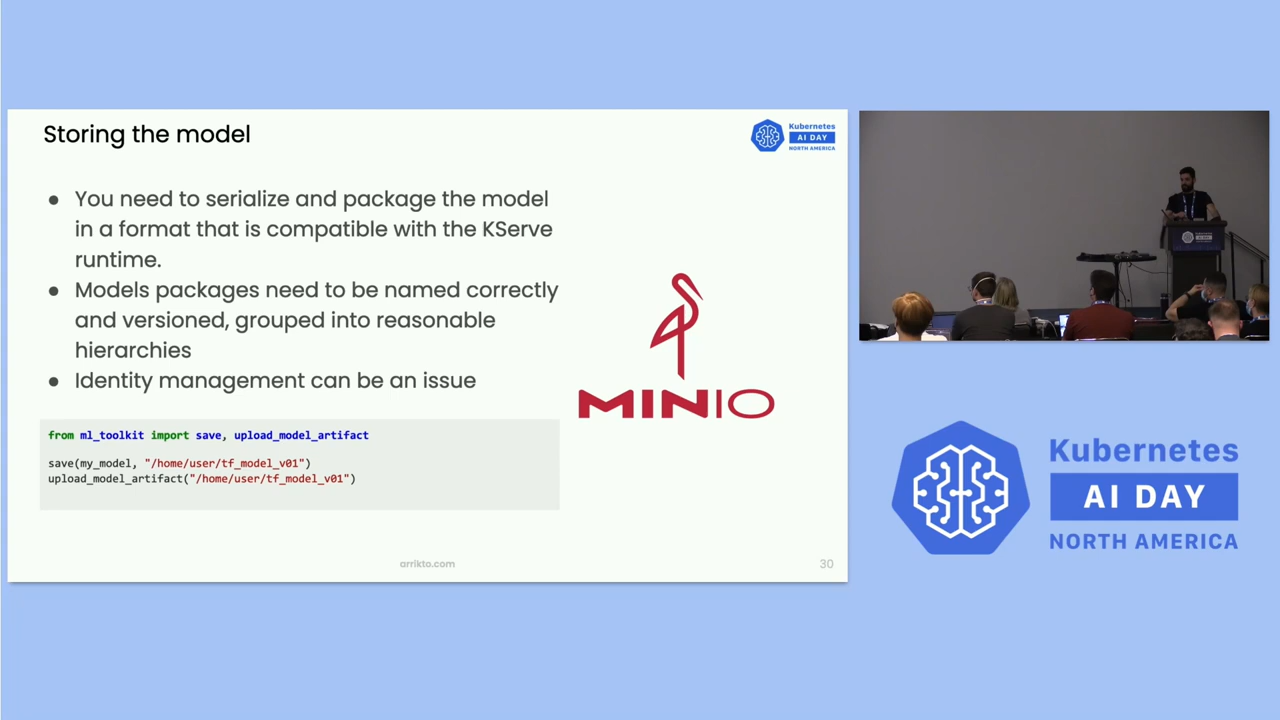 Storing the model
Kubernetes
AI DAY
NORTH AMERICA
● You need to serialize and package the model
in a format that is compatible with the KServe
runtime.
● Models packages need to be named correctly
and versioned, grouped into reasonable
hierarchies
● Identity management can be an issue
MINIO
from ml_toolkit import save, upload_model_artifact
save(my_model, "/home/user/tf_model_v01")
upload_model_artifact("/home/user/tf_model_v01")
arrikto.com
30
Kubernetes
AI DAY
NORTH AMERICA